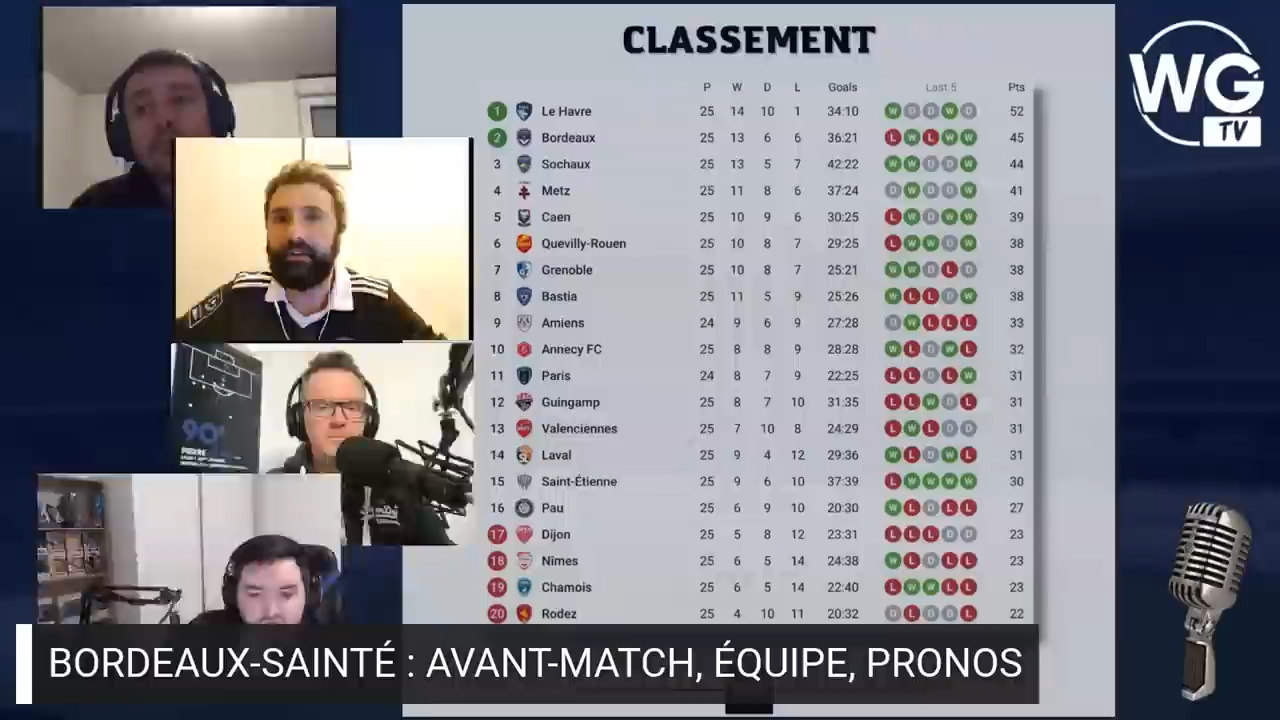 CLASSEMENT
WG
TV
P W D L Goals Last 5 Pts
1 Le Havre 25 14 10 1 34:10 W D D W D 52
2 Bordeaux 25 13 6 6 36:21 L W L W W 45
3 Sochaux 25 13 5 7 42:22 W W D D W 44
4 Metz 25 11 8 6 37:24 D W D D W 41
5 Caen 25 10 9 6 30:25 L W D W W 39
6 Quevilly-Rouen 25 10 8 7 29:25 L W W D W 38
7 Grenoble 25 10 8 7 25:21 W W D L D 38
8 Bastia 25 11 5 9 25:26 W L L D W 38
9 Amiens 24 9 6 9 27:28 D W L L L 33
10 Annecy FC 25 8 8 9 28:28 W L D W L 32
11 Paris 24 8 7 9 22:25 L L D L W 31
12 Guingamp 25 8 7 10 31:35 L L W D L 31
13 Valenciennes 25 7 10 8 24:29 L W L D D 31
14 Laval 25 9 4 12 29:36 W L D W L 31
15 Saint-Étienne 25 9 6 10 37:39 L W W W W 30
16 Pau 25 6 9 10 20:30 W L D L L 27
17 Dijon 25 5 8 12 23:31 L L L D D 23
18 Nîmes 25 6 5 14 24:38 W L D L L 23
19 Chamois 25 6 5 14 22:40 L W W L L 23
20 Rodez 25 4 10 11 20:32 D L D D L 22
90'
PIERRE
BORDEAUX-SAINTÉ : AVANT-MATCH, ÉQUIPE, PRONOS